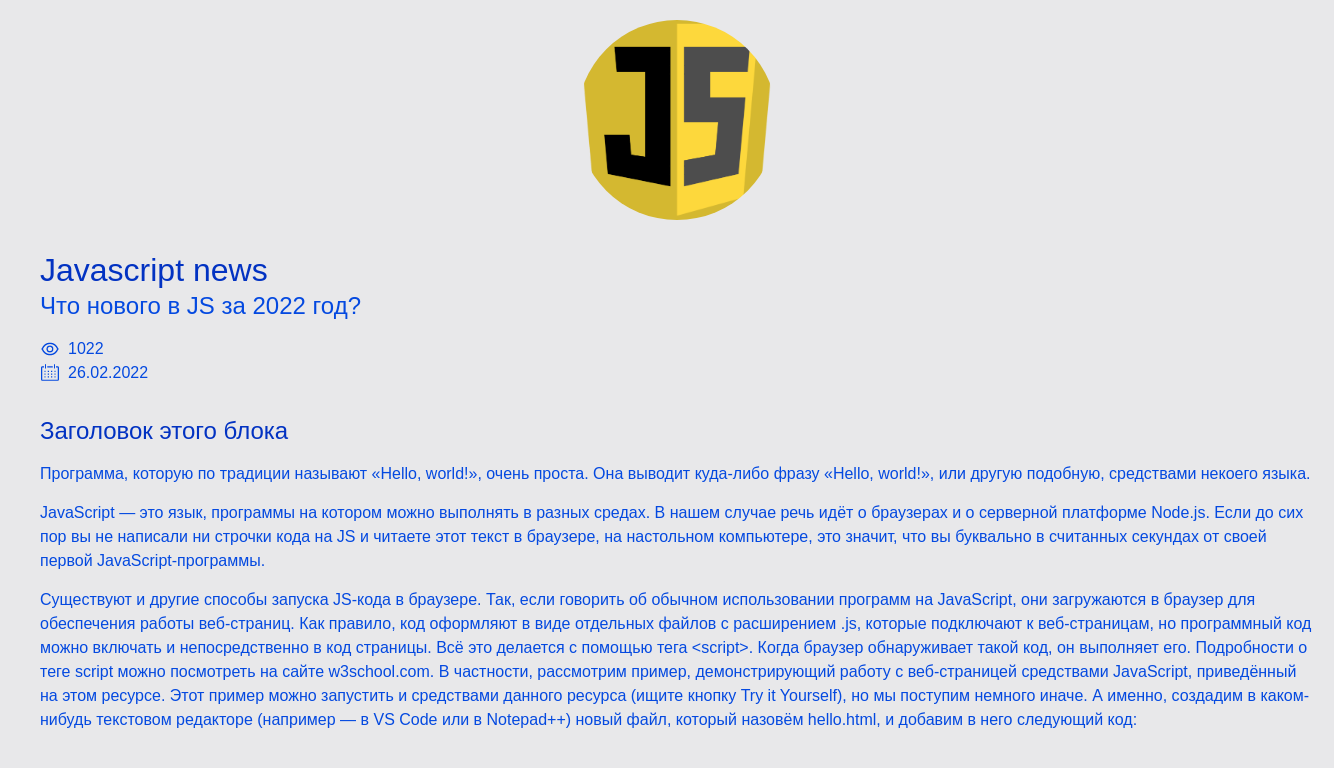 JS
Javascript news
Что нового в JS за 2022 год?
1022
26.02.2022
Заголовок этого блока
Программа, которую по традиции называют «Hello, world!», очень проста. Она выводит куда-либо фразу «Hello, world!», или другую подобную, средствами некоего языка.
JavaScript — это язык, программы на котором можно выполнять в разных средах. В нашем случае речь идёт о браузерах и о серверной платформе Node.js. Если до сих
пор вы не написали ни строчки кода на JS и читаете этот текст в браузере, на настольном компьютере, это значит, что вы буквально в считанных секундах от своей
первой JavaScript-программы.
Существуют и другие способы запуска JS-кода в браузере. Так, если говорить об обычном использовании программ на JavaScript, они загружаются в браузер для
обеспечения работы веб-страниц. Как правило, код оформляют в виде отдельных файлов с расширением .js, которые подключают к веб-страницам, но программный код
можно включать и непосредственно в код страницы. Всё это делается с помощью тега <script>. Когда браузер обнаруживает такой код, он выполняет его. Подробности о
теге script можно посмотреть на сайте w3school.com. В частности, рассмотрим пример, демонстрирующий работу с веб-страницей средствами JavaScript, приведённый
на этом ресурсе. Этот пример можно запустить и средствами данного ресурса (ищите кнопку Try it Yourself), но мы поступим немного иначе. А именно, создадим в каком-
нибудь текстовом редакторе (например — в VS Code или в Notepad++) новый файл, который назовём hello.html, и добавим в него следующий код: